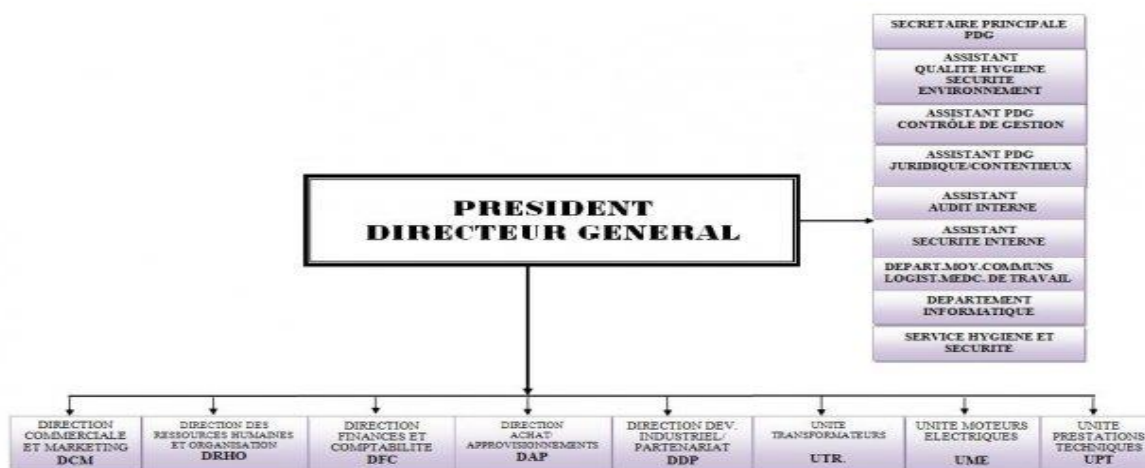 SECRETAIRE PRINCIPALE
PDG
ASSISTANT
QUALITE HYGIENE
SECURITE
ENVIRONNEMENT
ASSISTANT PDG
CONTRÔLE DE GESTION
ASSISTANT PDG
JURIDIQUE/CONTENTIEUX
ASSISTANT
AUDIT INTERNE
ASSISTANT
SECURITE INTERNE
DEPART.MOY.COMMUNS
LOGIST.MEDC. DE TRAVAIL
DEPARTEMENT
INFORMATIQUE
SERVICE HYGIENE ET
SECURITE
PRESIDENT
DIRECTEUR GENERAL
DIRECTION
COMMERCIALE
ET MARKETING
DCM
DIRECTION DES
RESSOURCES HUMAINES
ET ORGANISATION
DRHO
DIRECTION
FINANCES ET
COMPTABILITE
DFC
DIRECTION
ACHAT/
APPROVISIONNEMENTS
DAP
DIRECTION DEV.
INDUSTRIEL/
PARTENARIAT
DDP
UNITE
TRANSFORMATEURS
UTR.
UNITE MOTEURS
ELECTRIQUES
UME
UNITE
PRESTATIONS
TECHNIQUES
UPT